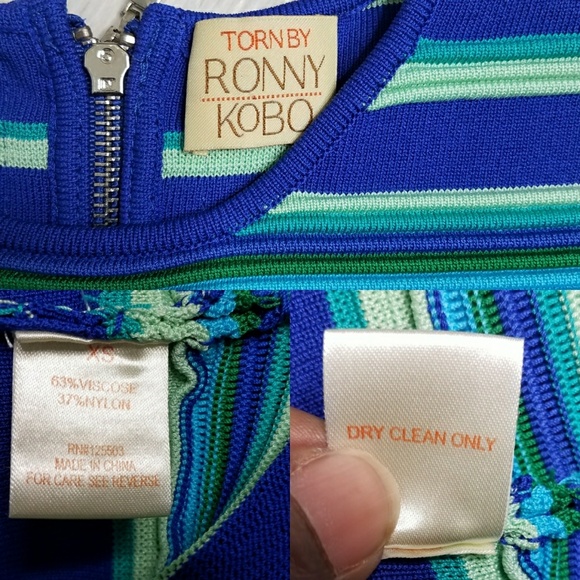 TORN BY
RONNY
KOBO
XS
63%VISCOSE
37%NYLON
RN#125503
MADE IN CHINA
FOR CARE SEE REVERSE
DRY CLEAN ONLY